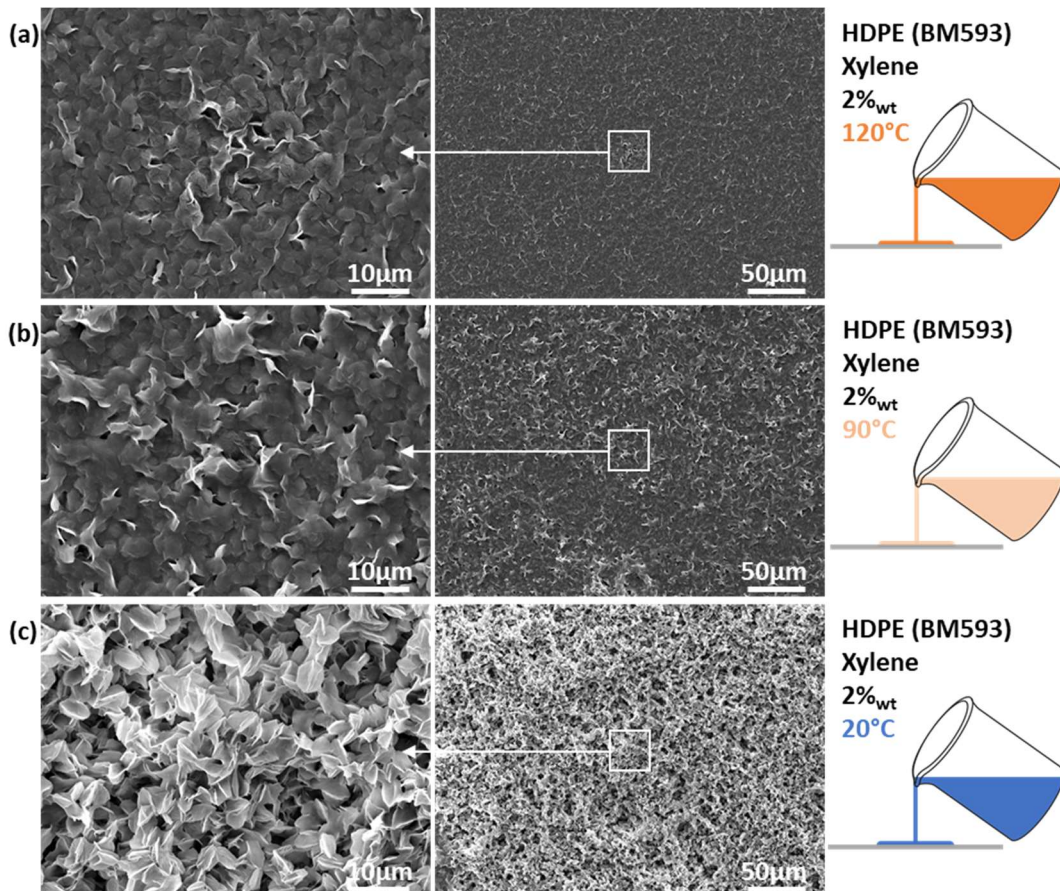 (a)
10µm
50µm
HDPE (BM593)
Xylene
2%wt
120°C
(b)
10µm
50µm
HDPE (BM593)
Xylene
2%wt
90°C
(c)
10µm
50µm
HDPE (BM593)
Xylene
2%wt
20°C